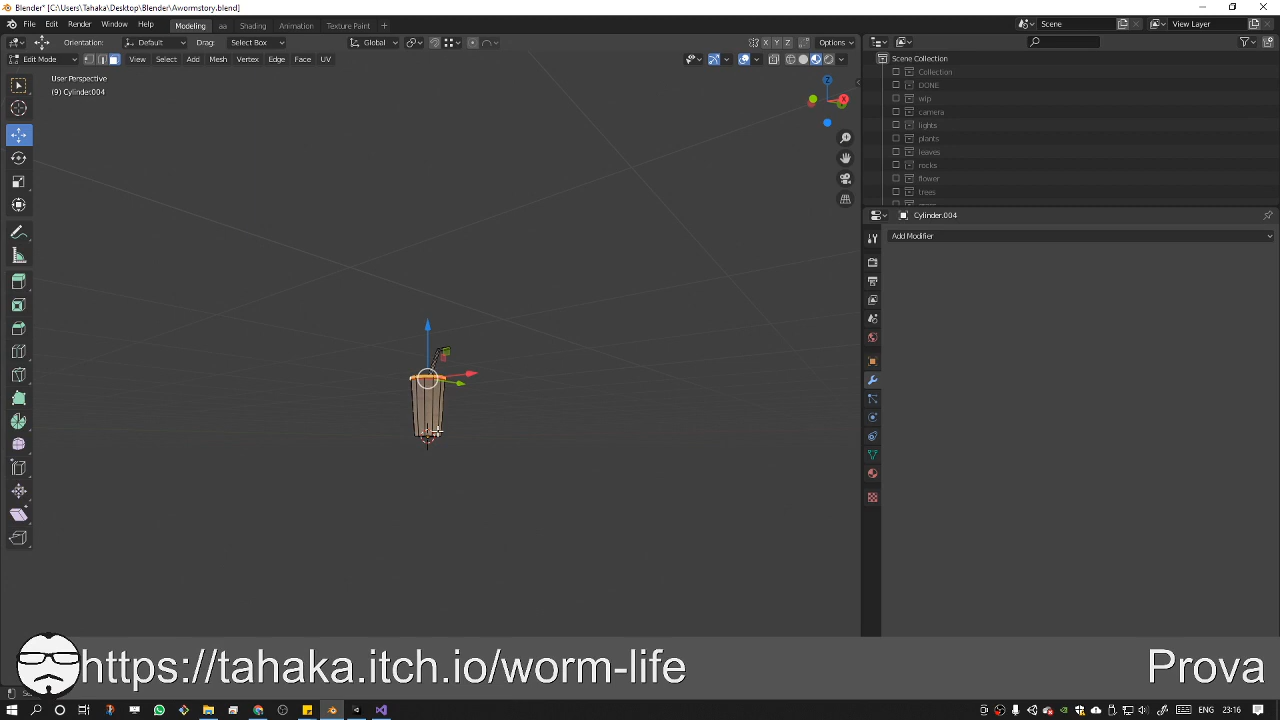 Blender* [C:\Users\Tahaka\Desktop\Blender\Awormstory.blend]
File Edit Render Window Help Modeling aa Shading Animation Texture Paint + Scene View Layer
Orientation: Default Drag: Select Box Global X Y Z Options
Edit Mode View Select Add Mesh Vertex Edge Face UV
User Perspective
(9) Cylinder.004
Z
X
Scene Collection
Collection
DONE
wip
camera
lights
plants
leaves
rocks
flower
trees
Cylinder.004
Add Modifier
https://tahaka.itch.io/worm-life
Prova
ENG 23:16